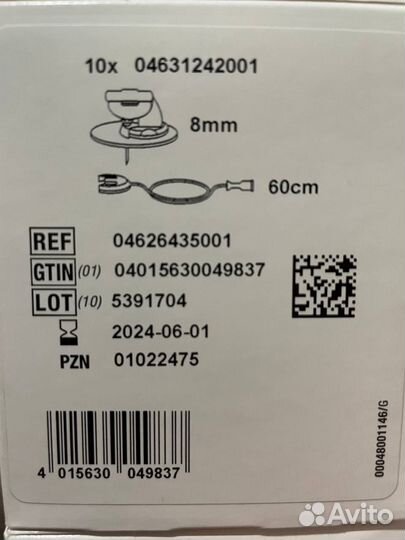 10x 04631242001
8mm
60cm
REF 04626435001
GTIN (01) 04015630049837
LOT (10) 5391704
2024-06-01
PZN 01022475
4 015630 049837
00048001146/G
Avito